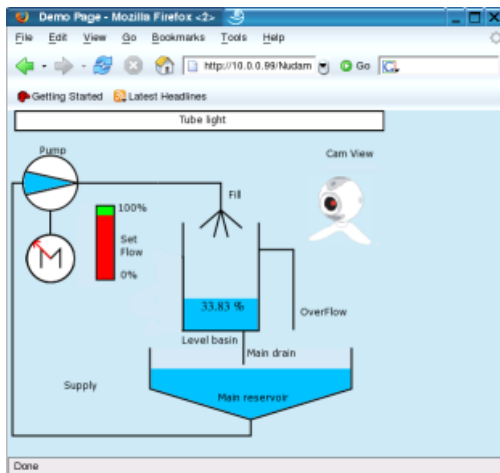 Demo Page - Mozilla Firefox <2>
File Edit View Go Bookmarks Tools Help
http://10.0.0.99/Nudam Go
Getting Started Latest Headlines
Tube light
Pump
Cam View
Fill
100%
Set
Flow
M
0%
33.83 %
OverFlow
Level basin
Main drain
Supply
Main reservoir
Done